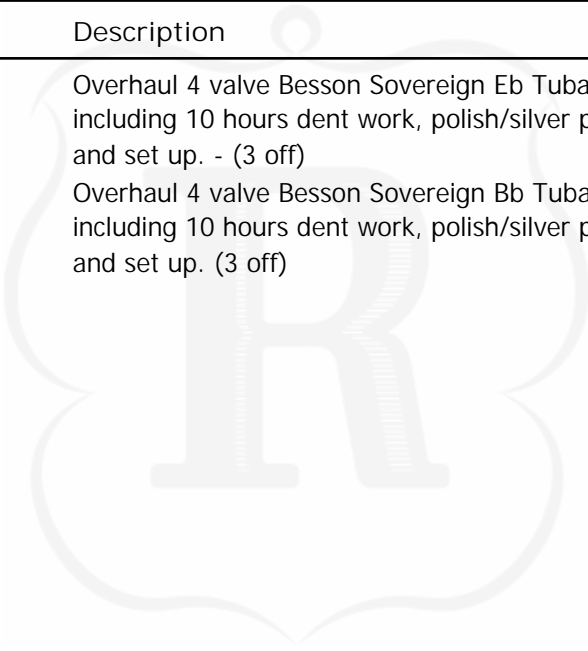 Description
Overhaul 4 valve Besson Sovereign Eb Tuba
including 10 hours dent work, polish/silver
and set up. - (3 off)
Overhaul 4 valve Besson Sovereign Bb Tuba
including 10 hours dent work, polish/silver
and set up. (3 off)
R